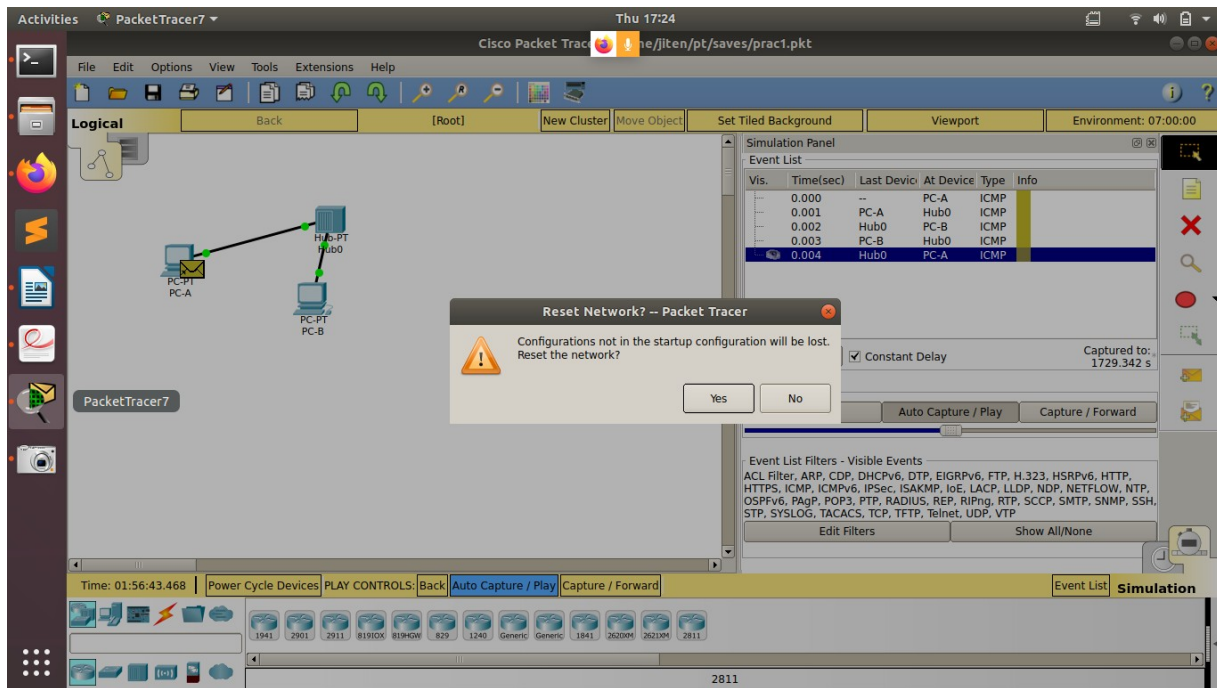 Activities PacketTracer7 Thu 17:24
Cisco Packet Trac e/jiten/pt/saves/prac1.pkt
File Edit Options View Tools Extensions Help
Logical Back [Root] New Cluster Move Object Set Tiled Background Viewport Environment: 07:00:00
Simulation Panel
Event List
Vis. Time(sec) Last Devic At Device Type Info
0.000 -- PC-A ICMP
0.001 PC-A Hub0 ICMP
0.002 Hub0 PC-B ICMP
0.003 PC-B Hub0 ICMP
0.004 Hub0 PC-A ICMP
Hub-PT
Hub0
PC-PT
PC-A
PC-PT
PC-B
Reset Network? -- Packet Tracer
Configurations not in the startup configuration will be lost.
Reset the network?
Yes No
Constant Delay
Captured to:
1729.342 s
PacketTracer7
Auto Capture / Play Capture / Forward
Event List Filters - Visible Events
ACL Filter, ARP, CDP, DHCPv6, DTP, EIGRPv6, FTP, H.323, HSRPv6, HTTP,
HTTPS, ICMP, ICMPv6, IPSec, ISAKMP, IoE, LACP, LLDP, NDP, NETFLOW, NTP,
OSPFv6, PAgP, POP3, PTP, RADIUS, REP, RIPng, RTP, SCCP, SMTP, SNMP, SSH,
STP, SYSLOG, TACACS, TCP, TFTP, Telnet, UDP, VTP
Edit Filters Show All/None
Time: 01:56:43.468 Power Cycle Devices PLAY CONTROLS: Back Auto Capture / Play Capture / Forward Event List Simulation
1941 2901 2911 819IOX 819HGW 829 1240 Generic Generic 1841 2620XM 2621XM 2811
2811